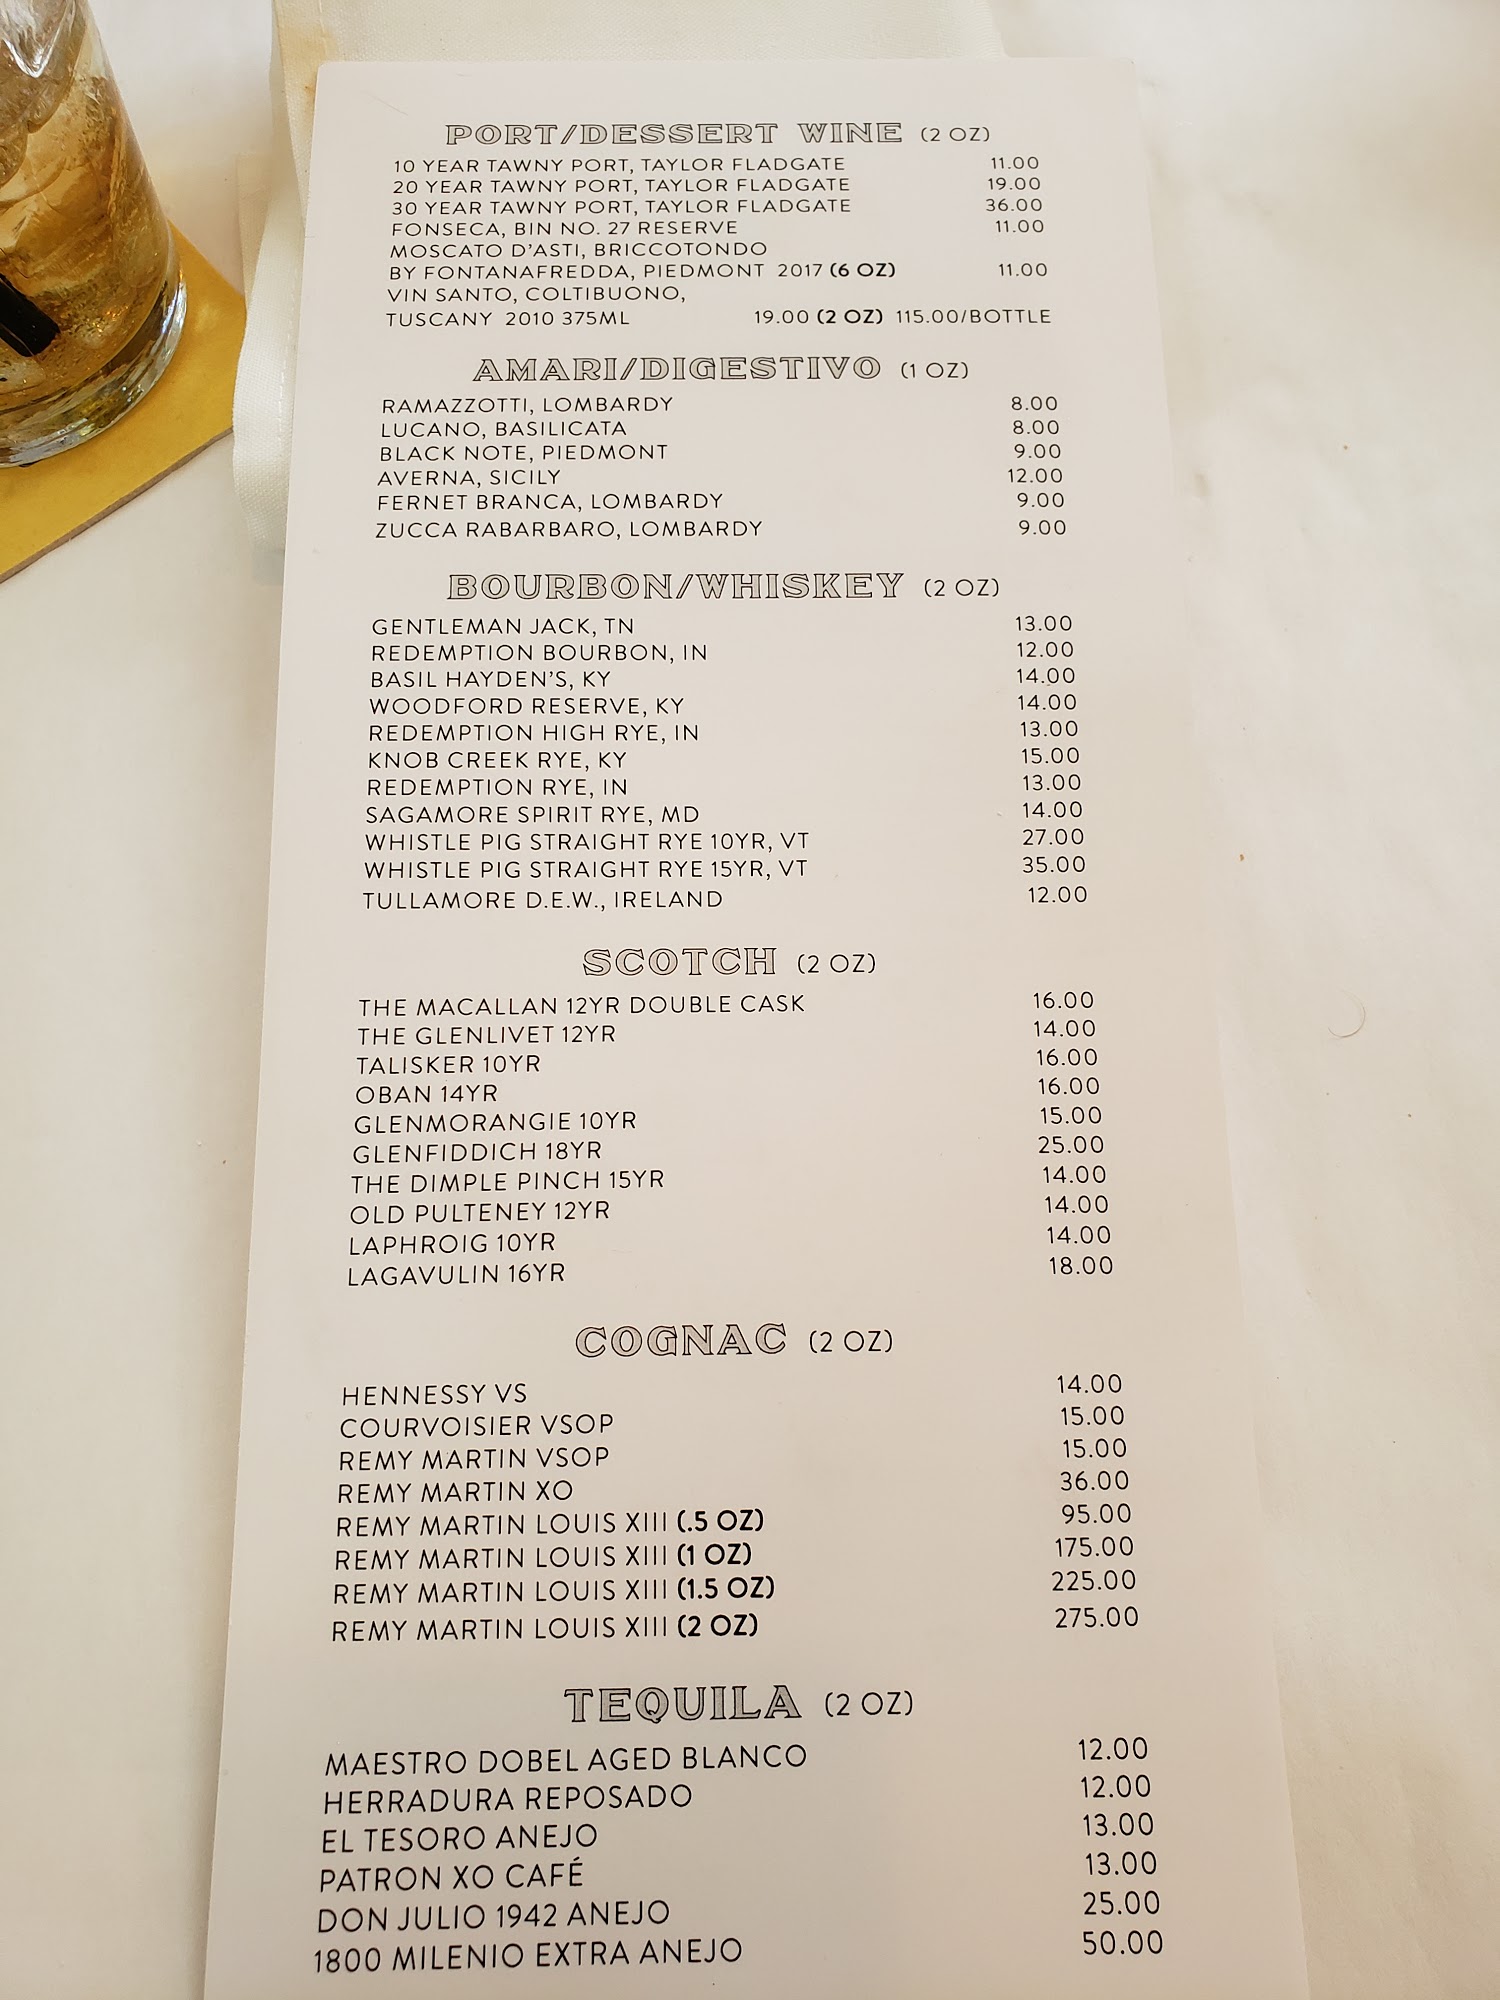 PORT/DESSERT WINE (2 OZ)
10 YEAR TAWNY PORT, TAYLOR FLADGATE 11.00
20 YEAR TAWNY PORT, TAYLOR FLADGATE 19.00
30 YEAR TAWNY PORT, TAYLOR FLADGATE 36.00
FONSECA, BIN NO. 27 RESERVE 11.00
MOSCATO D'ASTI, BRICCOTONDO
BY FONTANAFREDDA, PIEDMONT 2017 (6 OZ) 11.00
VIN SANTO, COLTIBUONO,
TUSCANY 2010 375ML 19.00 (2 OZ) 115.00/BOTTLE
AMARI/DIGESTIVO (1 OZ)
RAMAZZOTTI, LOMBARDY 8.00
LUCANO, BASILICATA 8.00
BLACK NOTE, PIEDMONT 9.00
AVERNA, SICILY 12.00
FERNET BRANCA, LOMBARDY 9.00
ZUCCA RABARBARO, LOMBARDY 9.00
BOURBON/WHISKEY (2 OZ)
GENTLEMAN JACK, TN 13.00
REDEMPTION BOURBON, IN 12.00
BASIL HAYDEN'S, KY 14.00
WOODFORD RESERVE, KY 14.00
REDEMPTION HIGH RYE, IN 13.00
KNOB CREEK RYE, KY 15.00
REDEMPTION RYE, IN 13.00
SAGAMORE SPIRIT RYE, MD 14.00
WHISTLE PIG STRAIGHT RYE 10YR, VT 27.00
WHISTLE PIG STRAIGHT RYE 15YR, VT 35.00
TULLAMORE D.E.W., IRELAND 12.00
SCOTCH (2 OZ)
THE MACALLAN 12YR DOUBLE CASK 16.00
THE GLENLIVET 12YR 14.00
TALISKER 10YR 16.00
OBAN 14YR 16.00
GLENMORANGIE 10YR 15.00
GLENFIDDICH 18YR 25.00
THE DIMPLE PINCH 15YR 14.00
OLD PULTENEY 12YR 14.00
LAPHROIG 10YR 14.00
LAGAVULIN 16YR 18.00
COGNAC (2 OZ)
HENNESSY VS 14.00
COURVOISIER VSOP 15.00
REMY MARTIN VSOP 15.00
REMY MARTIN XO 36.00
REMY MARTIN LOUIS XIII (.5 OZ) 95.00
REMY MARTIN LOUIS XIII (1 OZ) 175.00
REMY MARTIN LOUIS XIII (1.5 OZ) 225.00
REMY MARTIN LOUIS XIII (2 OZ) 275.00
TEQUILA (2 OZ)
MAESTRO DOBEL AGED BLANCO 12.00
HERRADURA REPOSADO 12.00
EL TESORO ANEJO 13.00
PATRON XO CAFÉ 13.00
DON JULIO 1942 ANEJO 25.00
1800 MILENIO EXTRA ANEJO 50.00